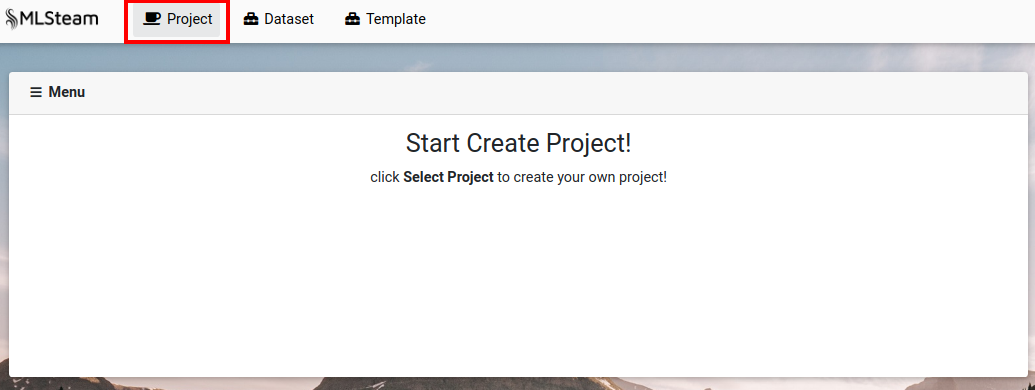 MLSteam Project Dataset Template
Menu
Start Create Project!
click Select Project to create your own project!